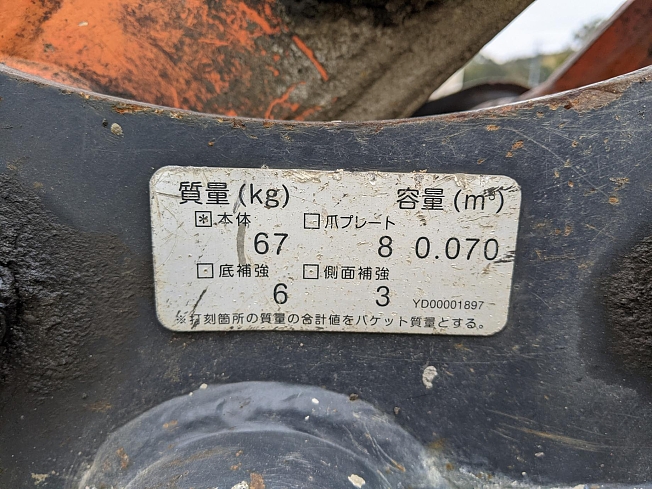 質量(kg) 容量(m³)
※本体 □爪プレート
67 8 0.070
□底補強 □側面補強
6 3 YD00001897
※打刻箇所の質量の合計値をバケット質量とする。